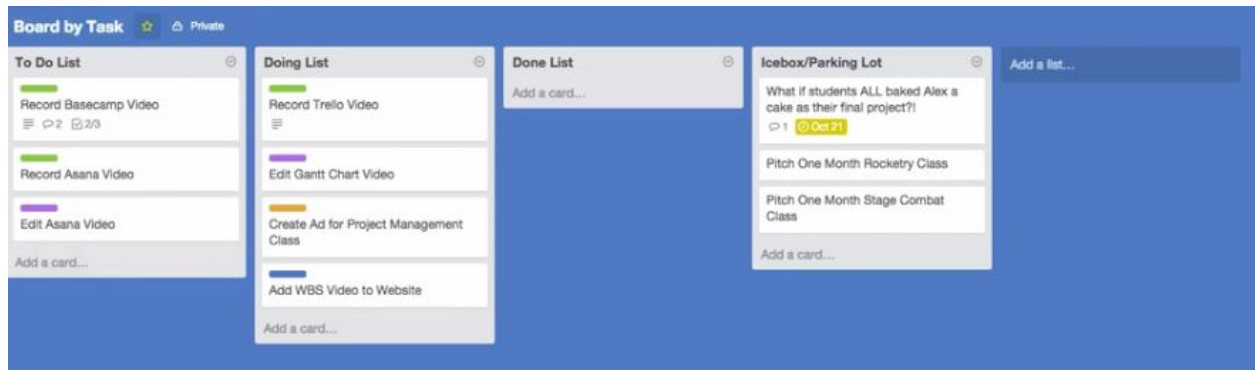 Board by Task Private
To Do List
Record Basecamp Video
2 2/3
Record Asana Video
Edit Asana Video
Add a card...
Doing List
Record Trello Video
Edit Gantt Chart Video
Create Ad for Project Management
Class
Add WBS Video to Website
Add a card...
Done List
Add a card...
Icebox/Parking Lot
What if students ALL baked Alex a
cake as their final project?!
1 Oct 21
Pitch One Month Rocketry Class
Pitch One Month Stage Combat
Class
Add a card...
Add a list...